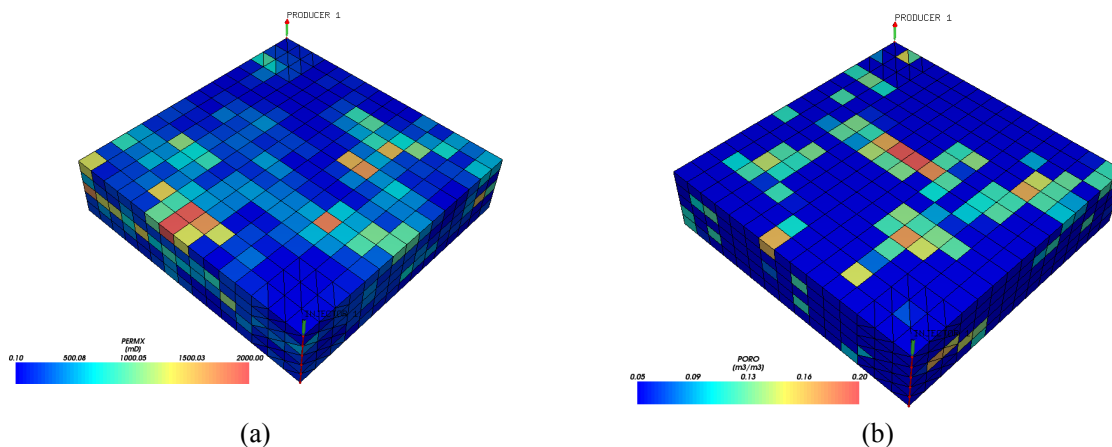 PRODUCER 1
PERMX
(mD)
0.10 500.08 1000.05 1500.03 2000.00
(a)
PRODUCER 1
PORO
(m3/m3)
0.05 0.09 0.13 0.16 0.20
(b)